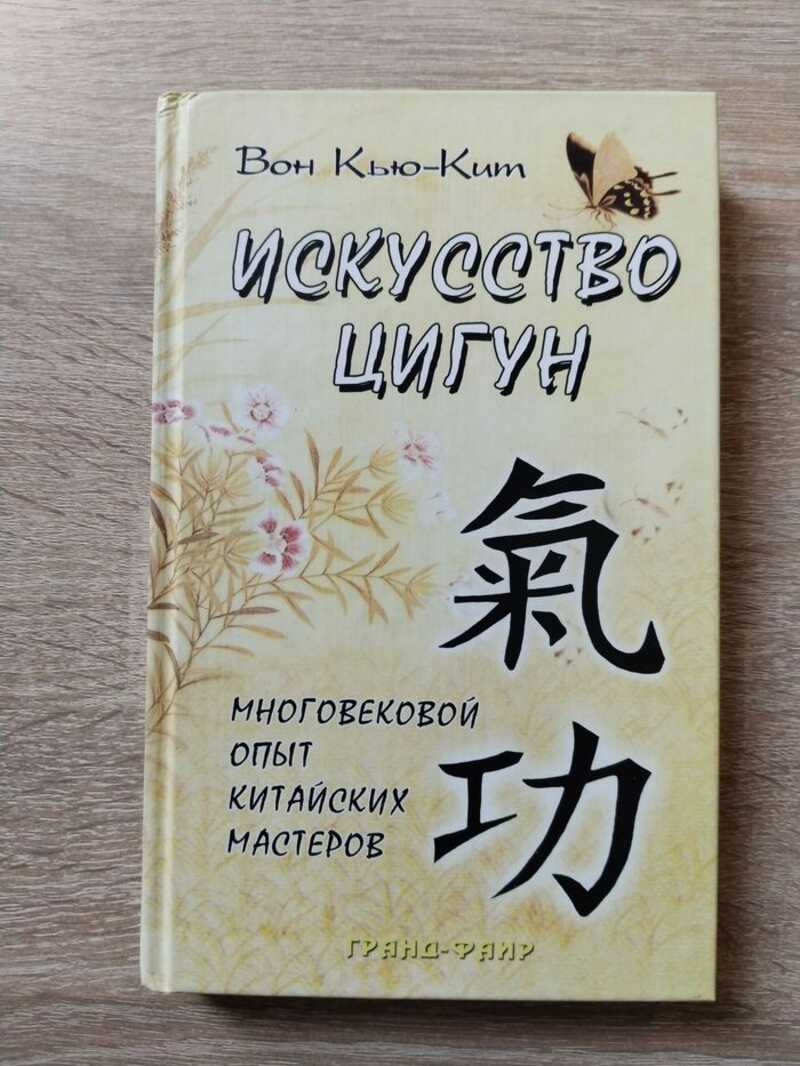 Вон Кью-Кит
ИСКУССТВО
ЦИГУН
氣
功
МНОГОВЕКОВОЙ
ОПЫТ
КИТАЙСКИХ
МАСТЕРОВ
ГРАНД-ФАИР